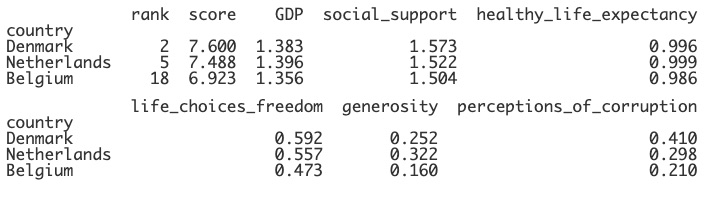 rank score GDP social_support healthy_life_expectancy
country
Denmark 2 7.600 1.383 1.573 0.996
Netherlands 5 7.488 1.396 1.522 0.999
Belgium 18 6.923 1.356 1.504 0.986
life_choices_freedom generosity perceptions_of_corruption
country
Denmark 0.592 0.252 0.410
Netherlands 0.557 0.322 0.298
Belgium 0.473 0.160 0.210